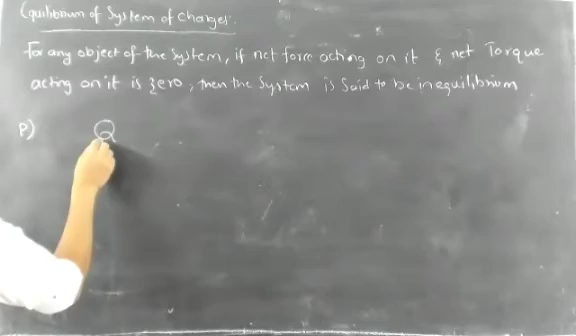 Equilibrium of System of charges.
For any object of the system, if net force acting on it & net Torque
acting on it is zero, then the system is Said to be in equilibrium
P) Q